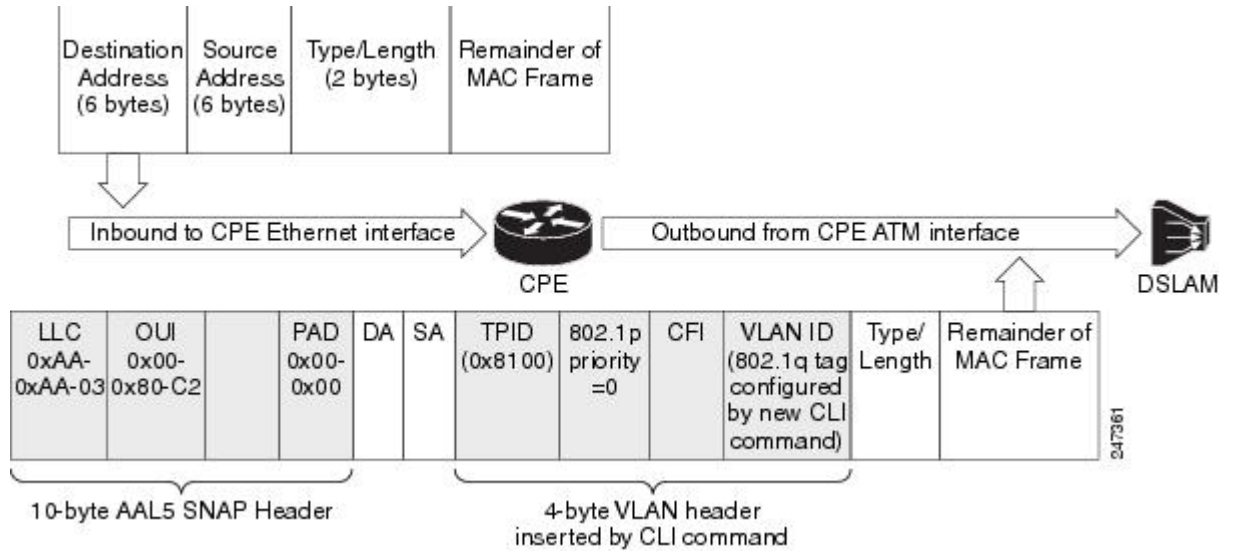 Destination
Address
(6 bytes)
Source
Address
(6 bytes)
Type/Length
(2 bytes)
Remainder of
MAC Frame
Inbound to CPE Ethernet interface
CPE
Outbound from CPE ATM interface
DSLAM
LLC
0xAA-
0xAA-03
OUI
0x00-
0x80-C2
PAD
0x00-
0x00
DA
SA
TPID
(0x8100)
802.1p
priority
=0
CFI
VLAN ID
(802.1q tag
configured
by new CLI
command)
Type/
Length
Remainder of
MAC Frame
247361
10-byte AAL5 SNAP Header
4-byte VLAN header
inserted by CLI command